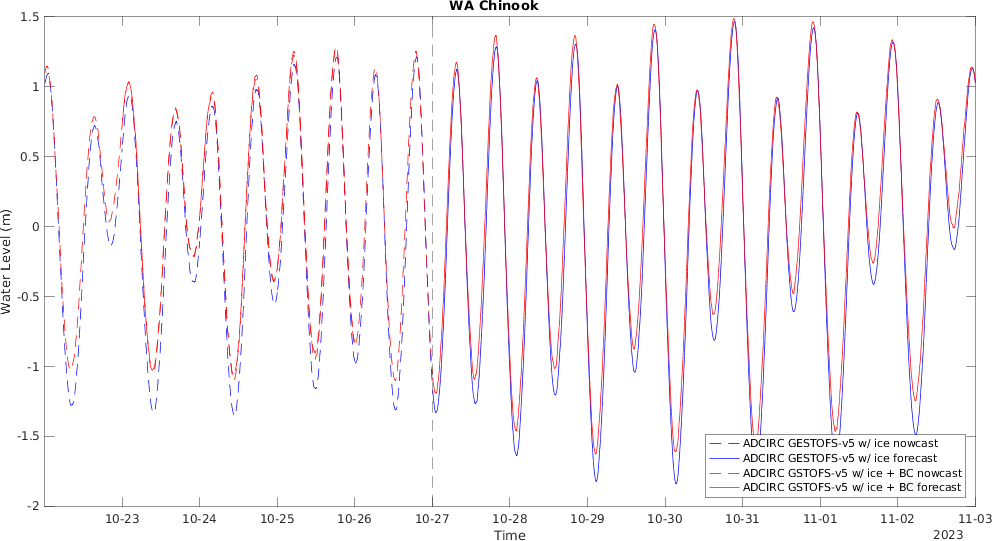 WA Chinook
Water Level (m)
1.5
1
0.5
0
-0.5
-1
-1.5
-2
ADCIRC GESTOFS-v5 w/ ice nowcast
ADCIRC GESTOFS-v5 w/ ice forecast
ADCIRC GSTOFS-v5 w/ ice + BC nowcast
ADCIRC GSTOFS-v5 w/ ice + BC forecast
10-23 10-24 10-25 10-26 10-27 10-28 10-29 10-30 10-31 11-01 11-02 11-03
Time
2023